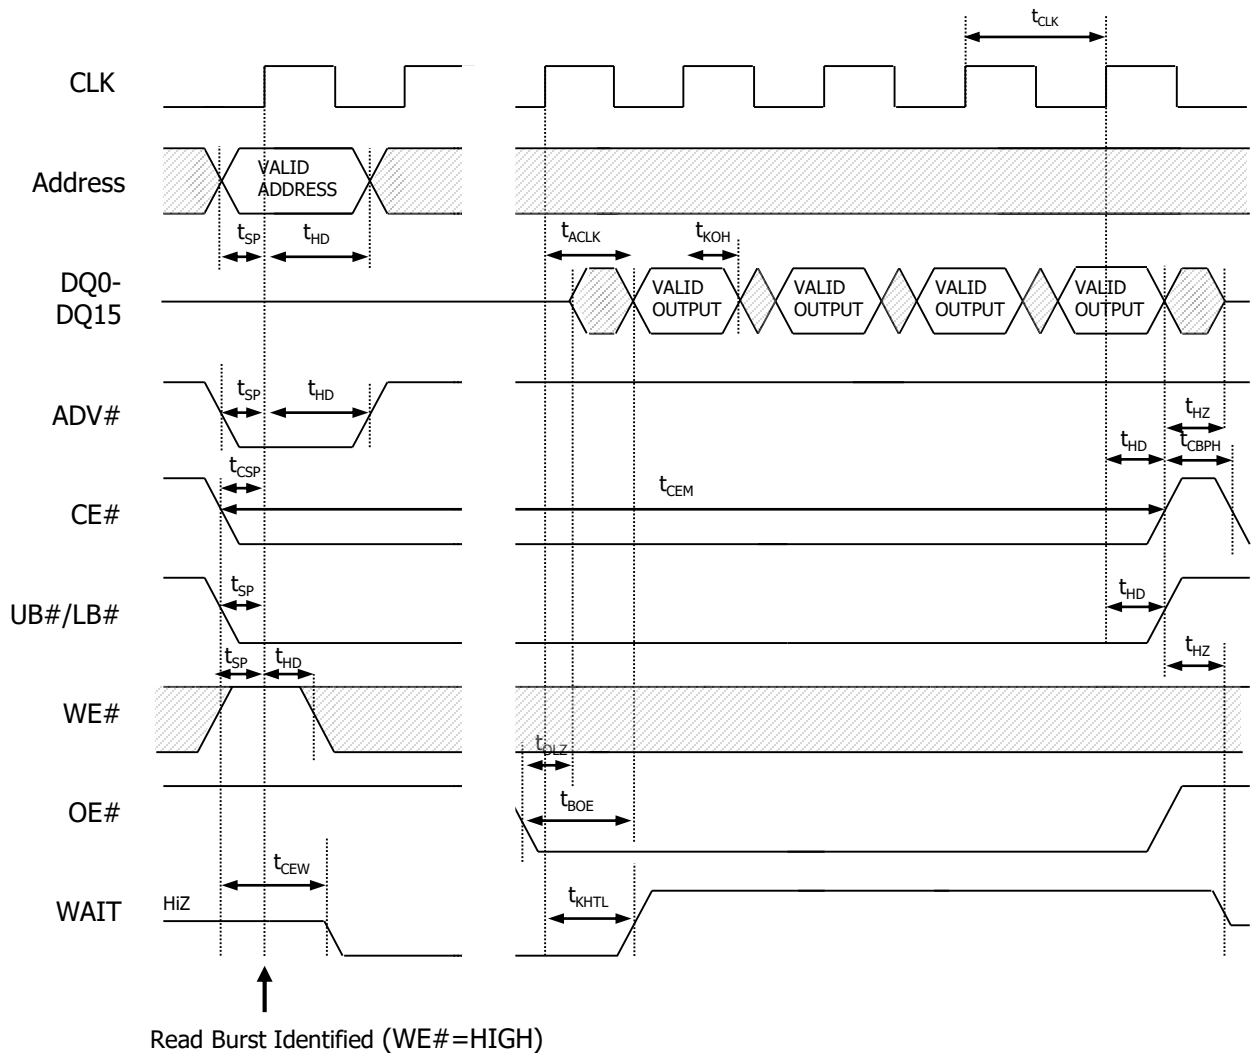 tCLK
CLK
Address
VALID
ADDRESS
tSP
tHD
tACLK
tKOH
DQ0-
DQ15
VALID
OUTPUT
VALID
OUTPUT
VALID
OUTPUT
VALID
OUTPUT
ADV#
tSP
tHD
tHZ
tHD
tCBPH
CE#
tCSP
tCEM
UB#/LB#
tSP
tHD
tHZ
WE#
tSP
tHD
tOLZ
OE#
tBOE
tCEW
WAIT
HiZ
tKHTL
Read Burst Identified (WE#=HIGH)